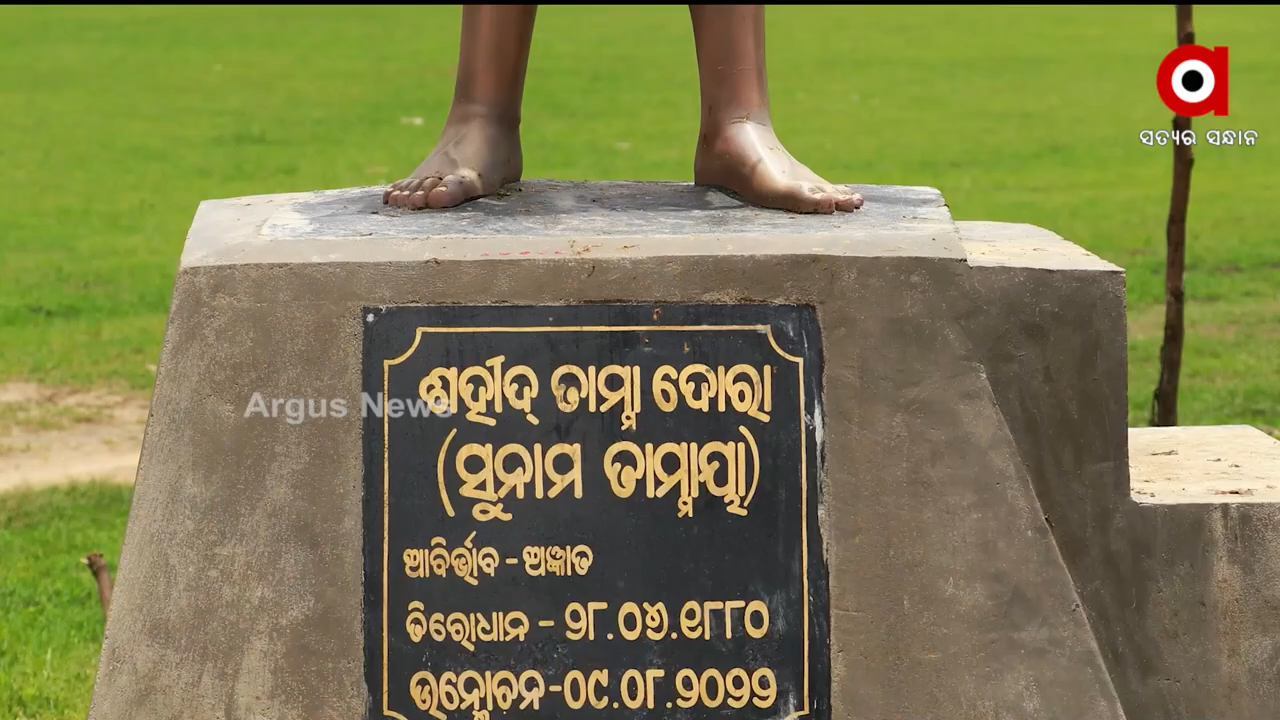 ସତ୍ୟର ସନ୍ଧାନ
Argus News
ଶହୀଦ୍ ତାମ୍ନା ଦୋରା
(ସୁନାମ ତାମ୍ନାୟା)
ଆବିର୍ଭାବ - ଅଜ୍ଞାତ
ତିରୋଧାନ - ୨୮.୦୬.୧୮୮୦
ଉନ୍ମୋଚନ-୦୯.୦୮.୨୦୨୨